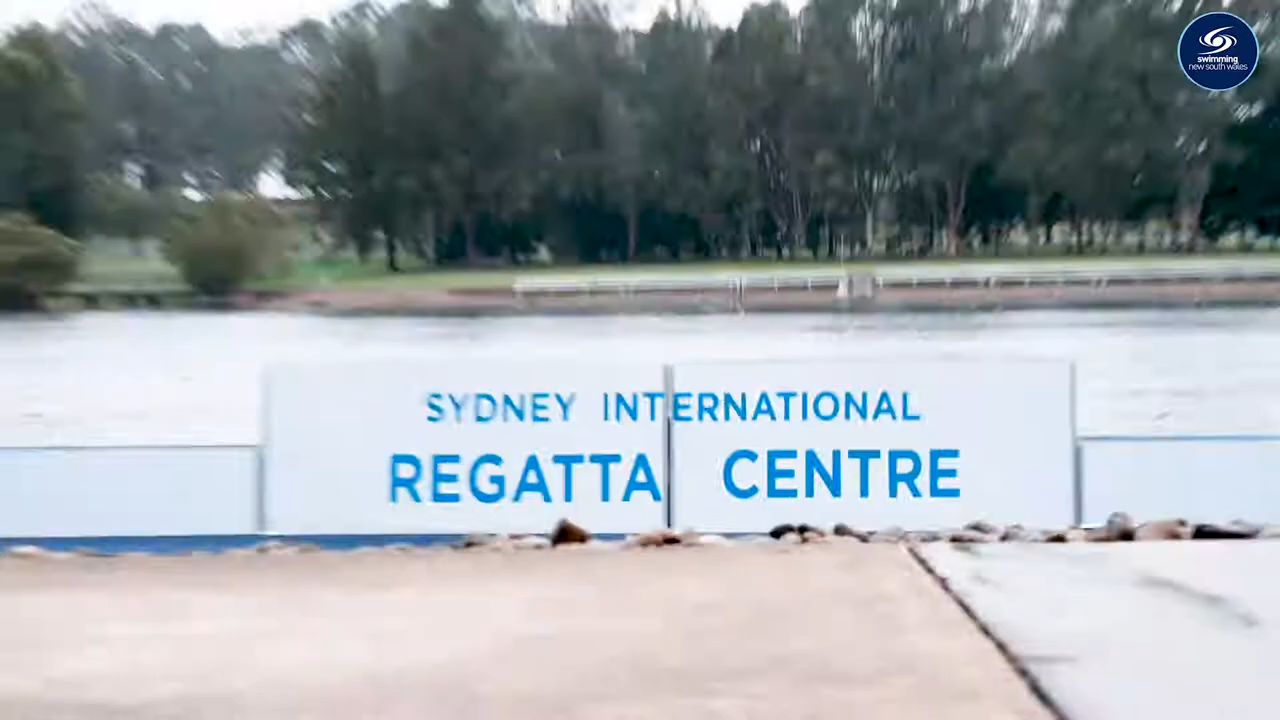 swimming
new south wales
SYDNEY INTERNATIONAL
REGATTA CENTRE